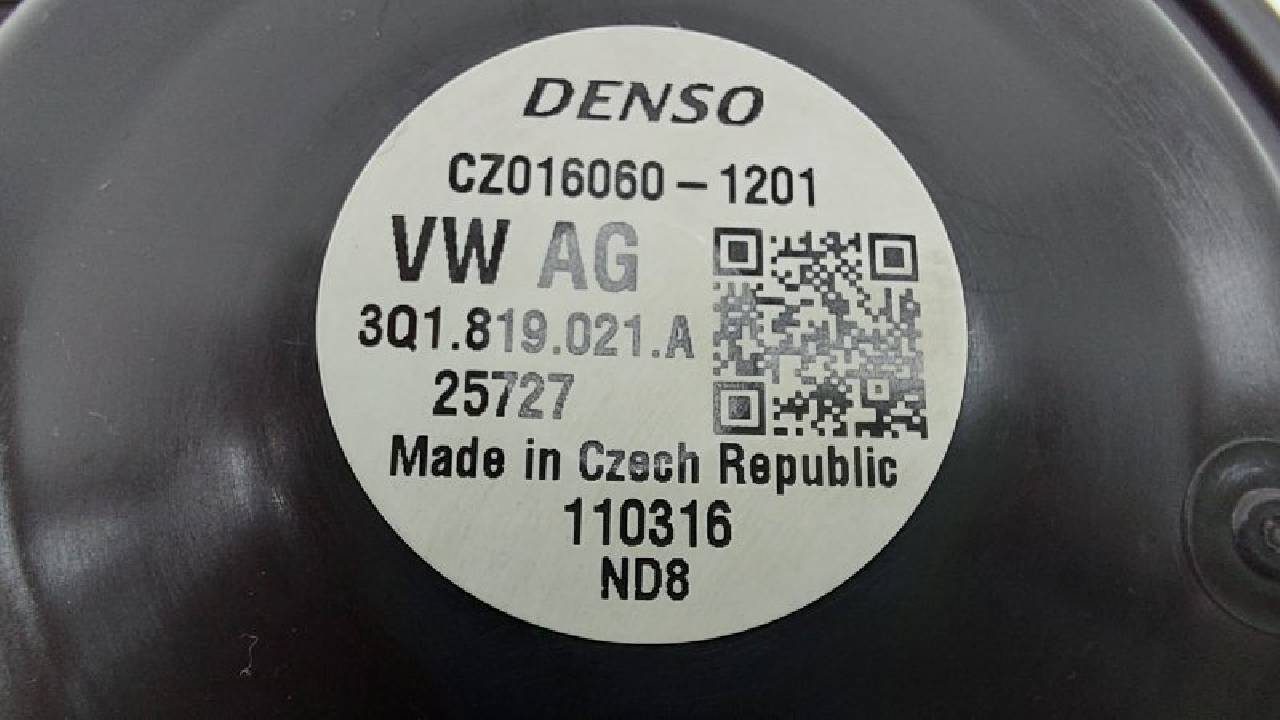 DENSO
CZ016060-1201
VW AG
3Q1.819.021.A
25727
Made in Czech Republic
110316
ND8